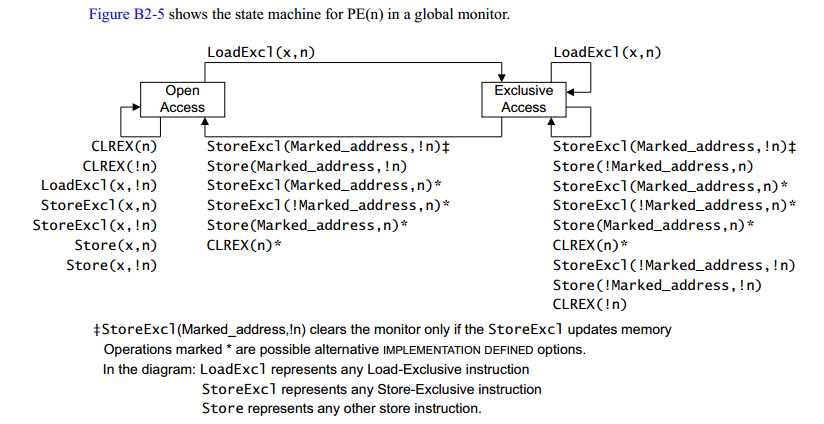 Figure B2-5 shows the state machine for PE(n) in a global monitor.
LoadExcl(x,n)
LoadExcl(x,n)
Open
Access
Exclusive
Access
CLREX(n)
CLREX(!n)
LoadExcl(x,!n)
StoreExcl(x,n)
StoreExcl(x,!n)
Store(x,n)
Store(x,!n)
StoreExcl(Marked_address,!n)‡
Store(Marked_address,!n)
StoreExcl(Marked_address,n)*
StoreExcl(!Marked_address,n)*
Store(Marked_address,n)*
CLREX(n)*
StoreExcl(Marked_address,!n)‡
Store(!Marked_address,n)
StoreExcl(Marked_address,n)*
StoreExcl(!Marked_address,n)*
Store(Marked_address,n)*
CLREX(n)*
StoreExcl(!Marked_address,!n)
Store(!Marked_address,!n)
CLREX(!n)
‡StoreExcl(Marked_address,!n) clears the monitor only if the StoreExcl updates memory
Operations marked * are possible alternative IMPLEMENTATION DEFINED options.
In the diagram: LoadExcl represents any Load-Exclusive instruction
StoreExcl represents any Store-Exclusive instruction
Store represents any other store instruction.